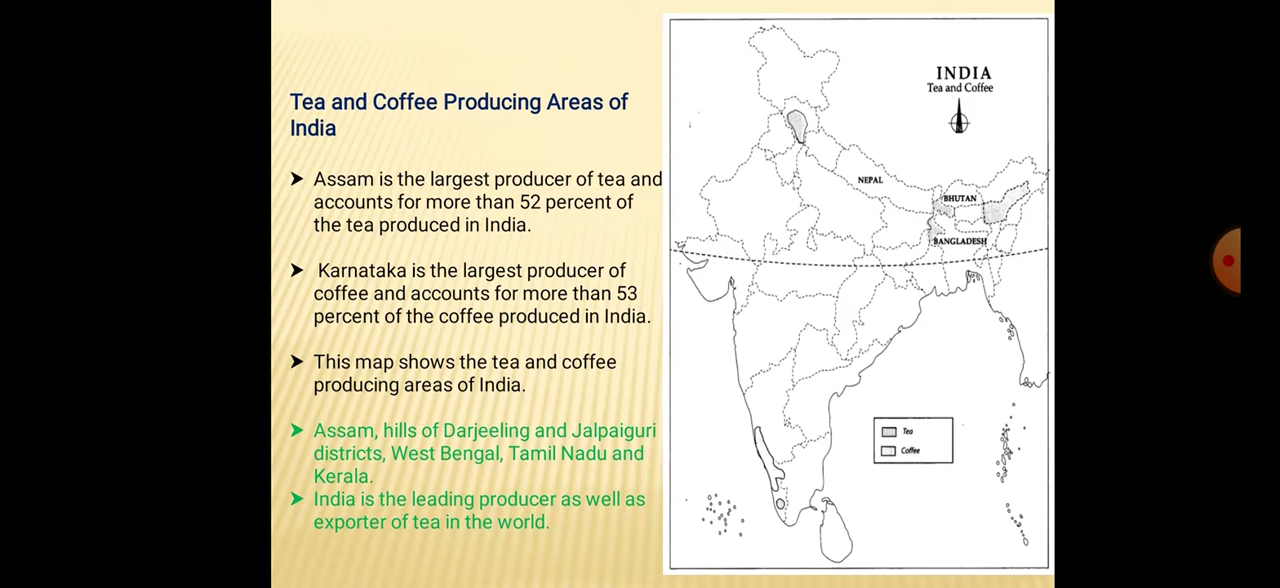 Tea and Coffee Producing Areas of
India
➤ Assam is the largest producer of tea and
accounts for more than 52 percent of
the tea produced in India.
➤ Karnataka is the largest producer of
coffee and accounts for more than 53
percent of the coffee produced in India.
➤ This map shows the tea and coffee
producing areas of India.
➤ Assam, hills of Darjeeling and Jalpaiguri
districts, West Bengal, Tamil Nadu and
Kerala.
➤ India is the leading producer as well as
exporter of tea in the world.
INDIA
Tea and Coffee
NEPAL
BHUTAN
BANGLADESH
Tea
Coffee